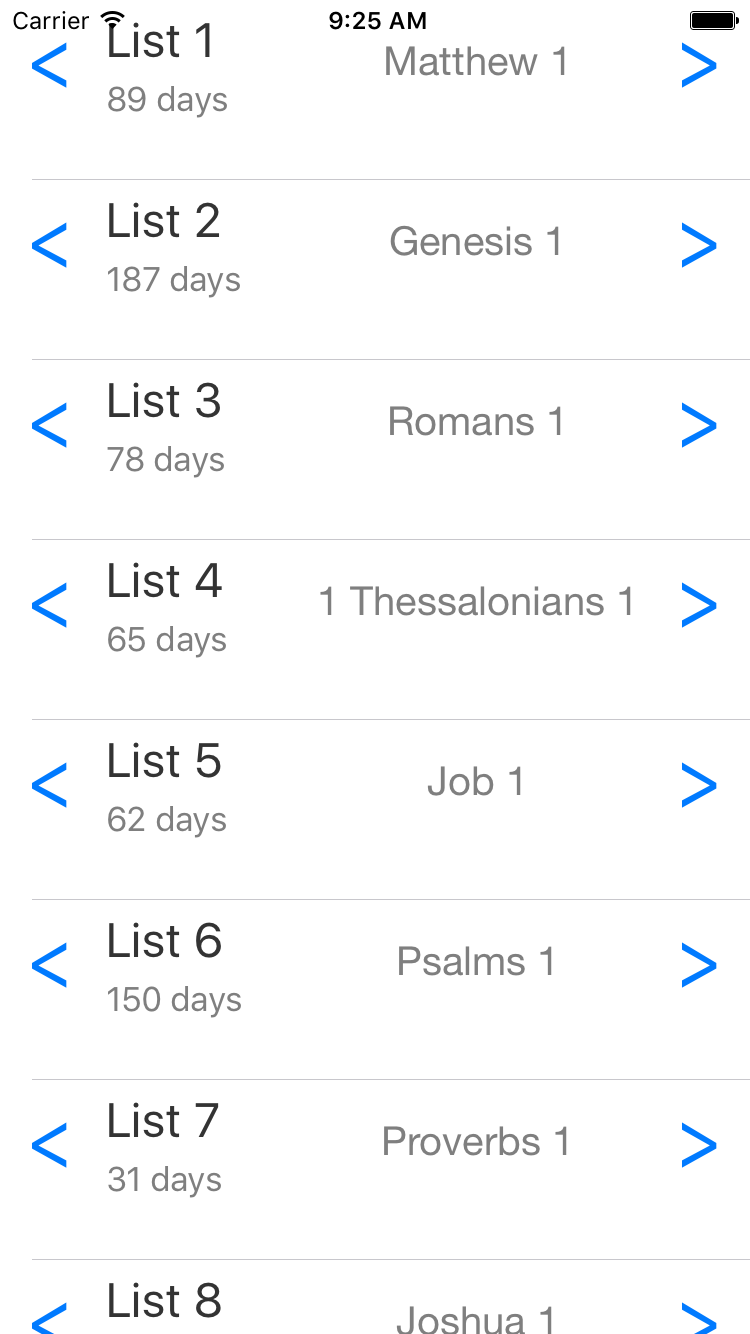 Carrier 9:25 AM
< List 1 Matthew 1 >
89 days
< List 2 Genesis 1 >
187 days
< List 3 Romans 1 >
78 days
< List 4 1 Thessalonians 1 >
65 days
< List 5 Job 1 >
62 days
< List 6 Psalms 1 >
150 days
< List 7 Proverbs 1 >
31 days
< List 8 Joshua 1 >